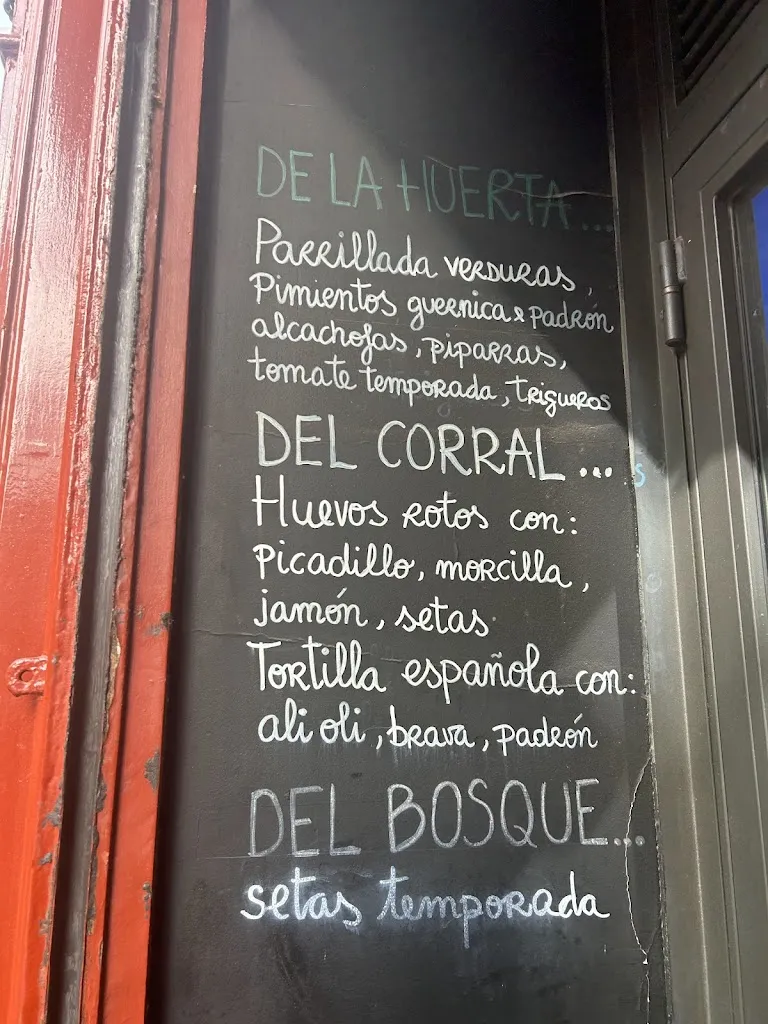 DE LA HUERTA...
Parrillada verduras,
Pimientos guernica & padrón
alcachofas, piparras,
tomate temporada, trigueros
DEL CORRAL...
Huevos rotos con:
picadillo, morcilla,
jamón, setas
Tortilla española con:
ali oli, brava, padrón
DEL BOSQUE...
setas temporada